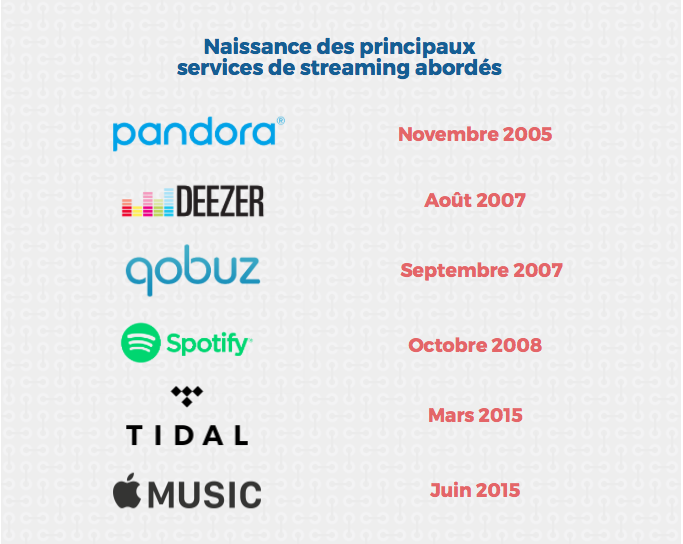 Naissance des principaux
services de streaming abordés
pandora®
Novembre 2005
DEEZER
Août 2007
qobuz
Septembre 2007
Spotify®
Octobre 2008
TIDAL
Mars 2015
MUSIC
Juin 2015